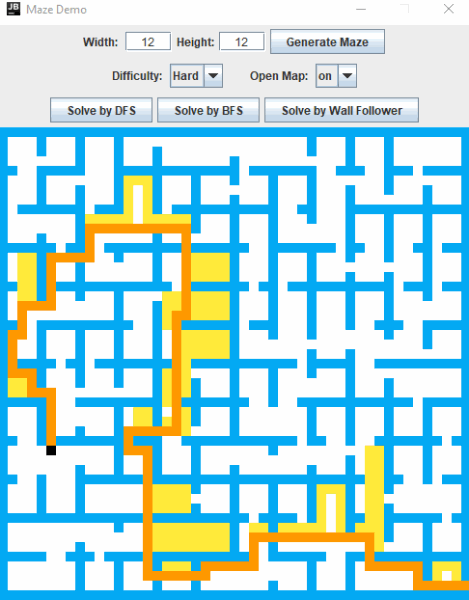 JB Maze Demo
Width: 12 Height: 12 Generate Maze
Difficulty: Hard Open Map: on
Solve by DFS Solve by BFS Solve by Wall Follower